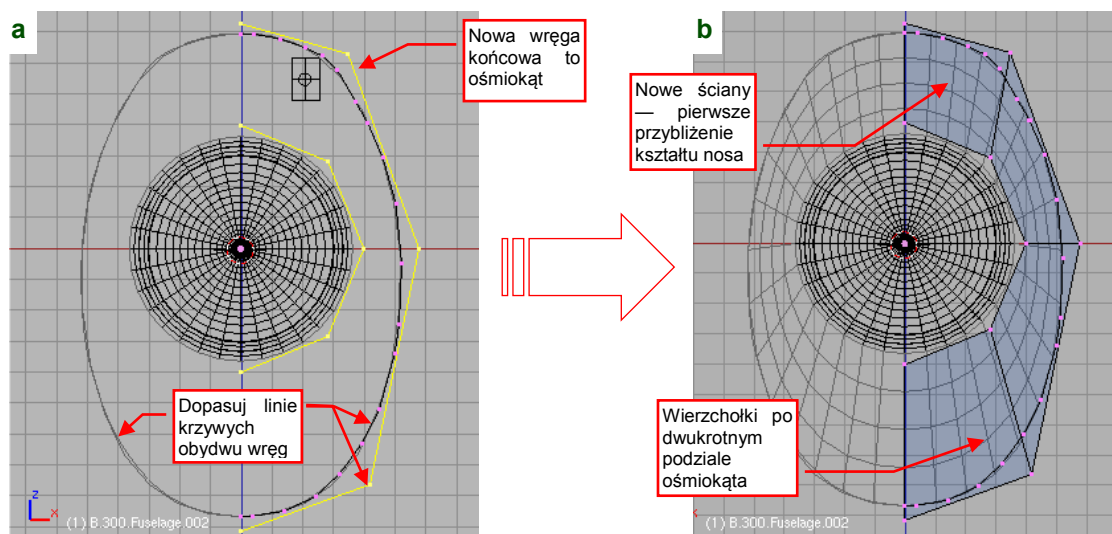 a
Nowa wręga
końcowa to
ośmiokąt
Dopasuj linie
krzywych
obydwu wręg
z
x
(1) B.300.Fuselage.002
b
Nowe ściany
— pierwsze
przybliżenie
kształtu nosa
Wierzchołki po
dwukrotnym
podziale
ośmiokąta
x
(1) B.300.Fuselage.002